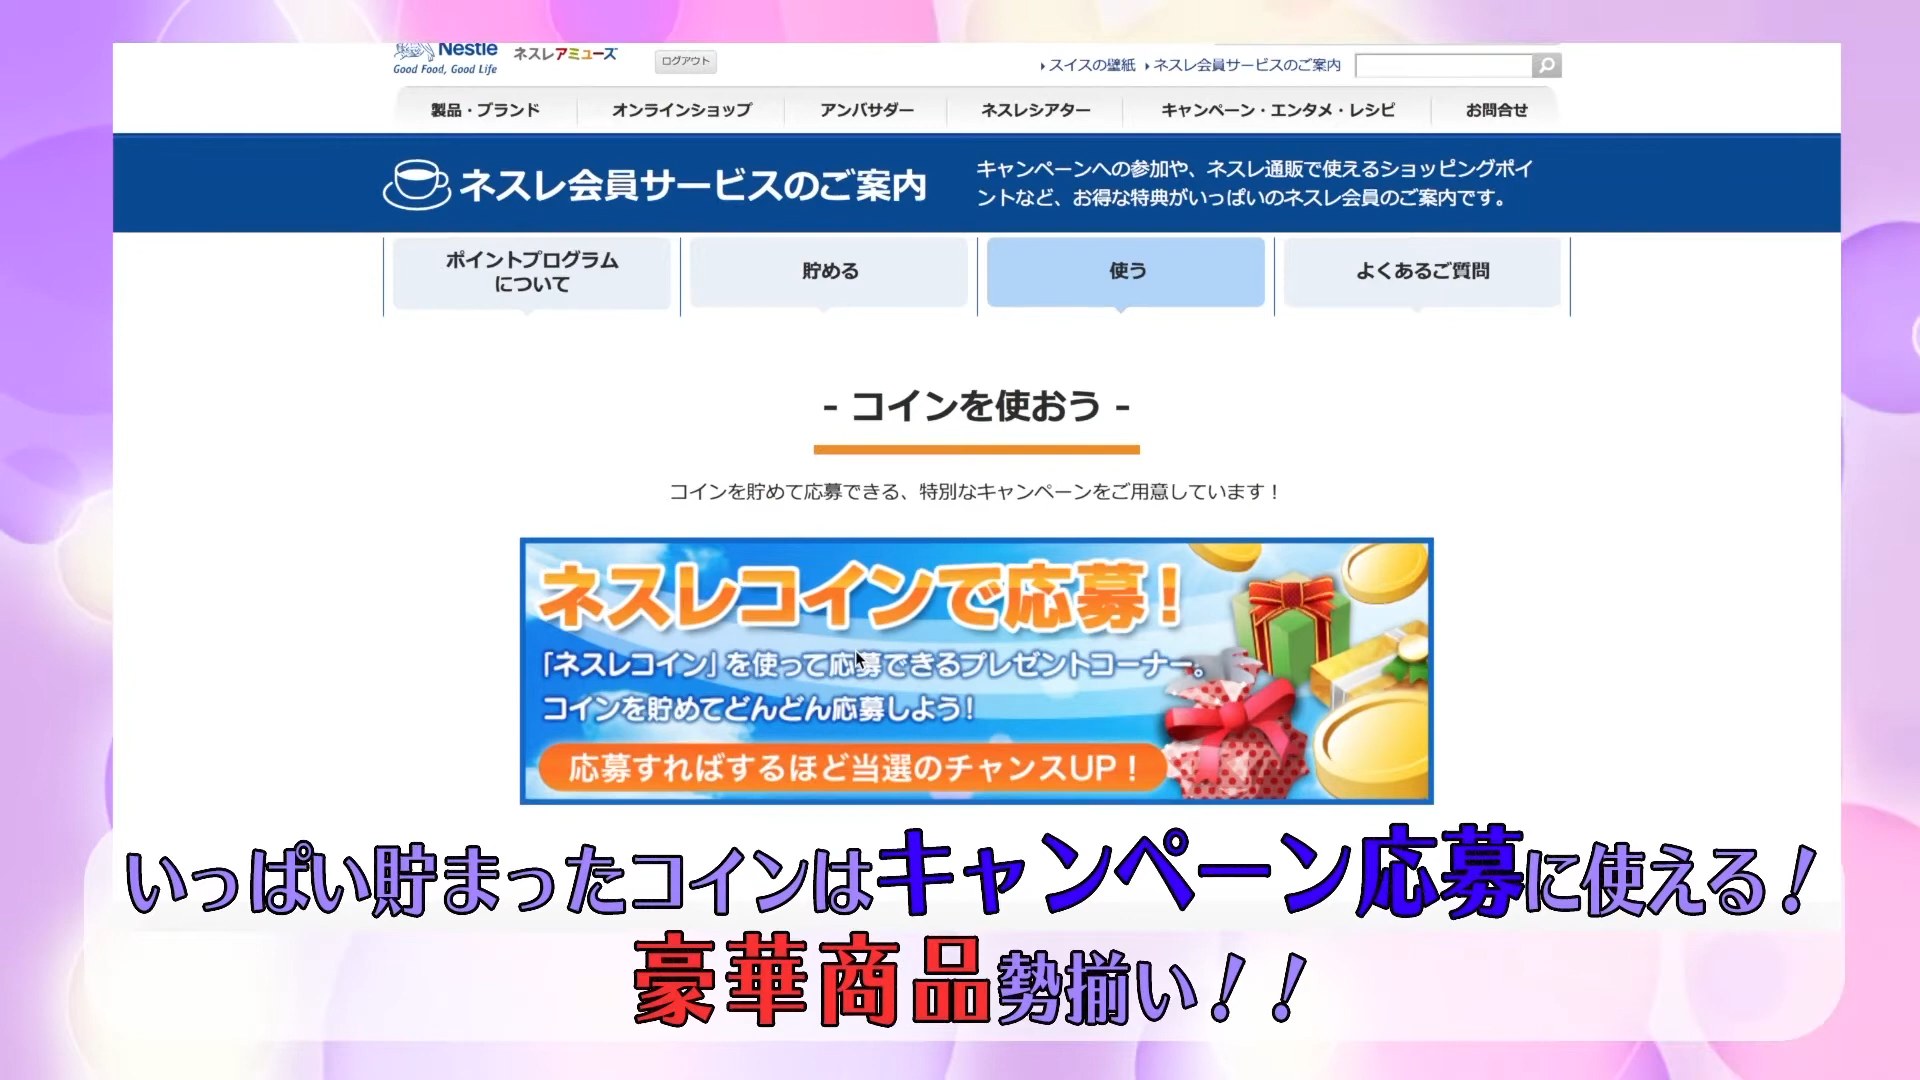 Nestlé
Good Food, Good Life
ネスレアミューズ
ログアウト
スイスの壁紙
ネスレ会員サービスのご案内
製品・ブランド
オンラインショップ
アンバサダー
ネスレシアター
キャンペーン・エンタメ・レシピ
お問合せ
ネスレ会員サービスのご案内
キャンペーンへの参加や、ネスレ通販で使えるショッピングポイ
ントなど、お得な特典がいっぱいのネスレ会員のご案内です。
ポイントプログラム
について
貯める
使う
よくあるご質問
- コインを使おう -
コインを貯めて応募できる、特別なキャンペーンをご用意しています！
ネスレコインで応募！
「ネスレコイン」を使って応募できるプレゼントコーナー。
コインを貯めてどんどん応募しよう！
応募すればするほど当選のチャンスUP！
いっぱい貯まったコインはキャンペーン応募に使える！
豪華商品勢揃い！！